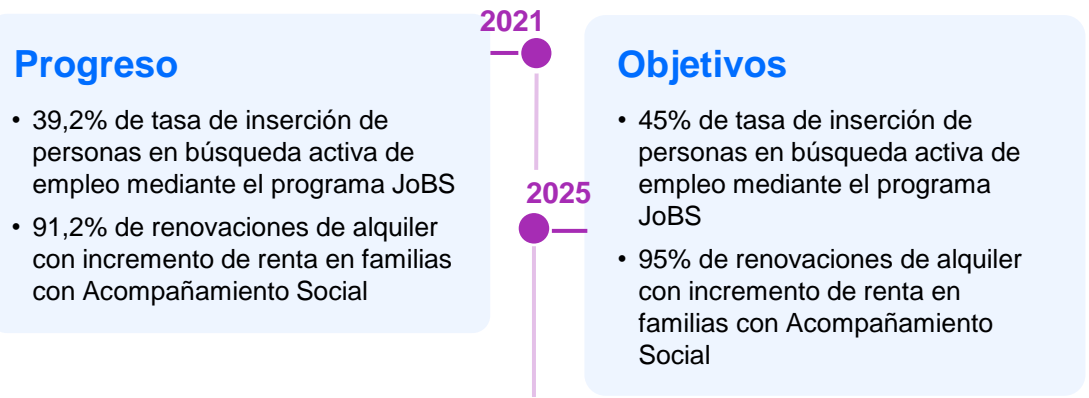 2021
Progreso
• 39,2% de tasa de inserción de
personas en búsqueda activa de
empleo mediante el programa JoBS
• 91,2% de renovaciones de alquiler
con incremento de renta en familias
con Acompañamiento Social
2025
Objetivos
• 45% de tasa de inserción de
personas en búsqueda activa de
empleo mediante el programa
JoBS
• 95% de renovaciones de alquiler
con incremento de renta en
familias con Acompañamiento
Social